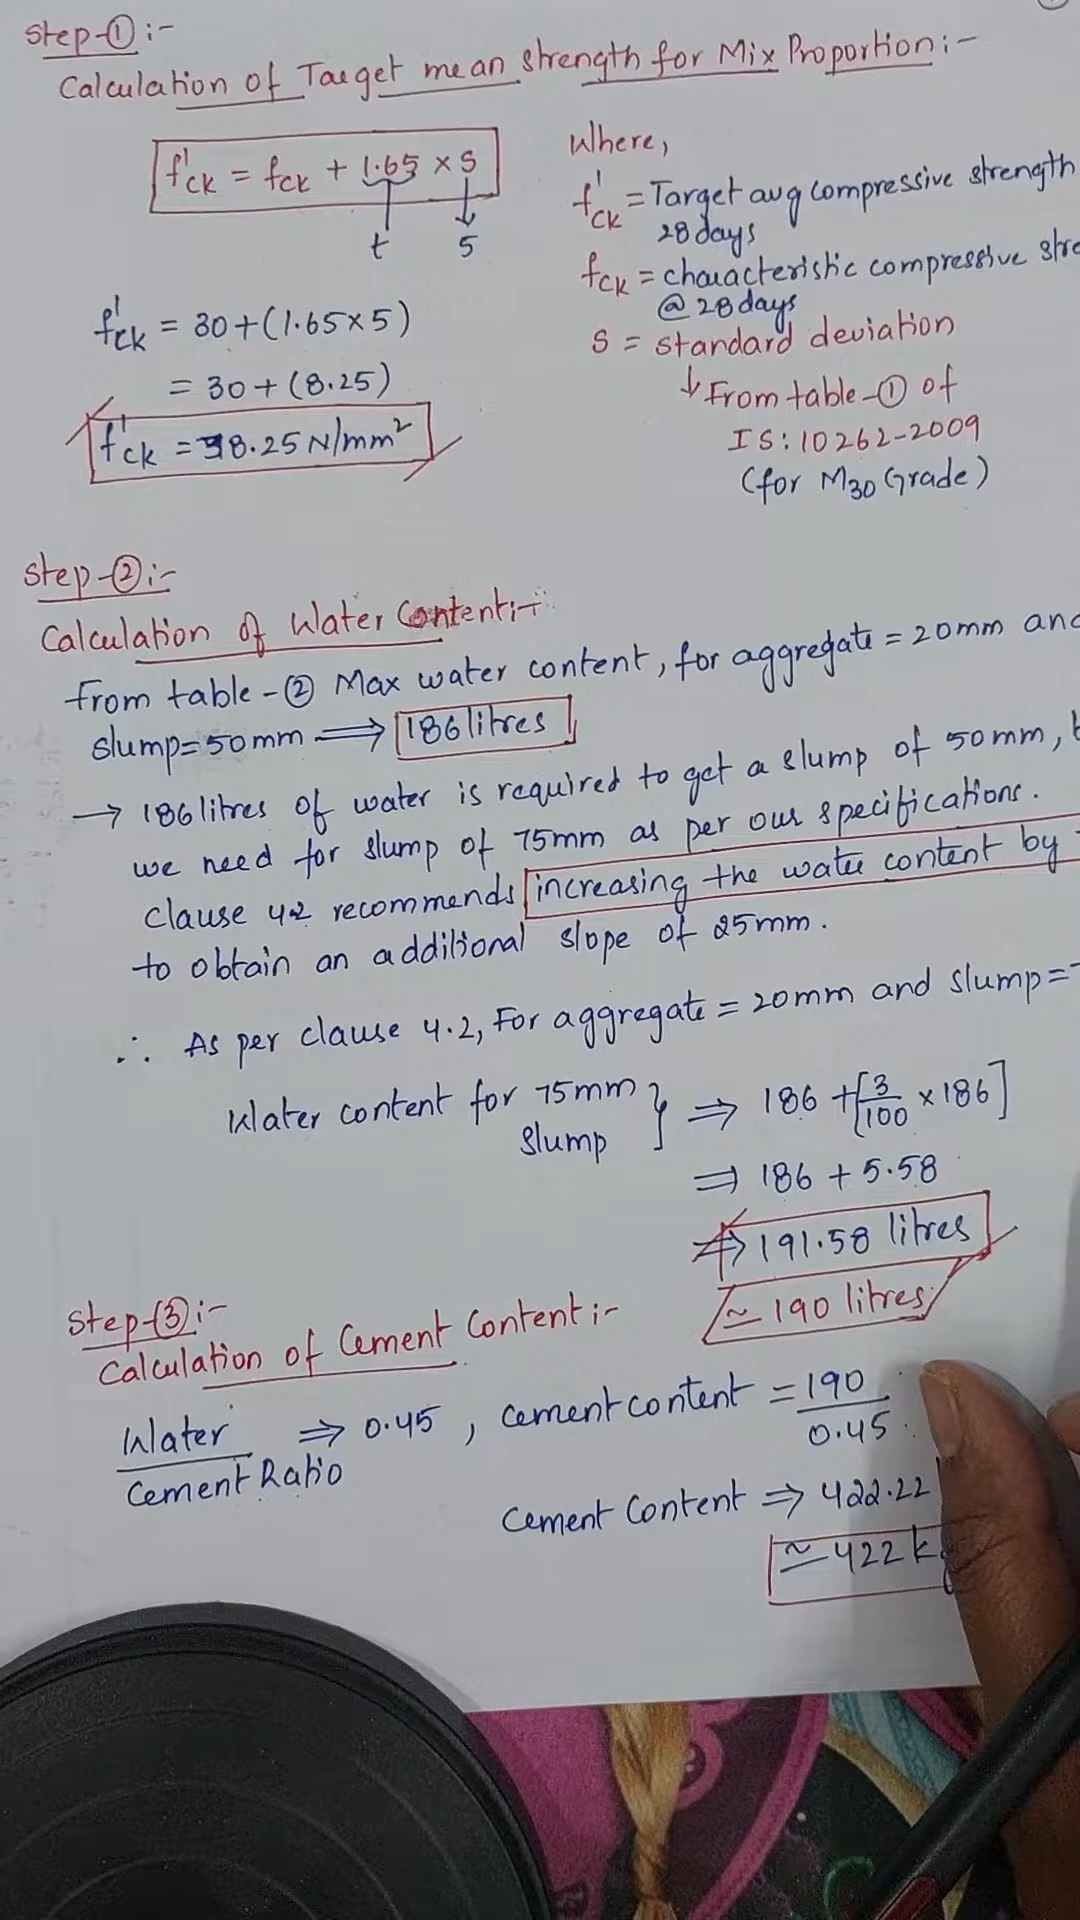 Step-①:-
Calculation of Target mean strength for Mix Proportion:-
f'ck = fck + 1.65 × S
t
5
Where,
f'ck = Target avg compressive strength
28 days
fck = characteristic compressive stre
@ 28 days
S = standard deviation
↓ From table-① of
IS: 10262-2009
(for M30 Grade)
f'ck = 30+(1.65×5)
= 30+(8.25)
f'ck = 38.25 N/mm²
Step-②:-
Calculation of Water Content:-
From table-② Max water content, for aggregate = 20mm and
slump=50mm ⟹ 186 litres
→ 186 litres of water is required to get a slump of 50mm, b
we need for slump of 75mm as per our specifications.
clause 4.2 recommends increasing the water content by
to obtain an additional slope of 25mm.
∴ As per clause 4.2, For aggregate = 20mm and slump=
Water content for 75mm
slump } ⇒ 186 + [3/100 × 186]
⇒ 186 + 5.58
⇒ 191.58 litres
≃ 190 litres
Step-③:-
Calculation of Cement Content:-
Water/Cement Ratio ⇒ 0.45, cement content = 190/0.45
Cement Content ⇒ 422.22
≃ 422 k